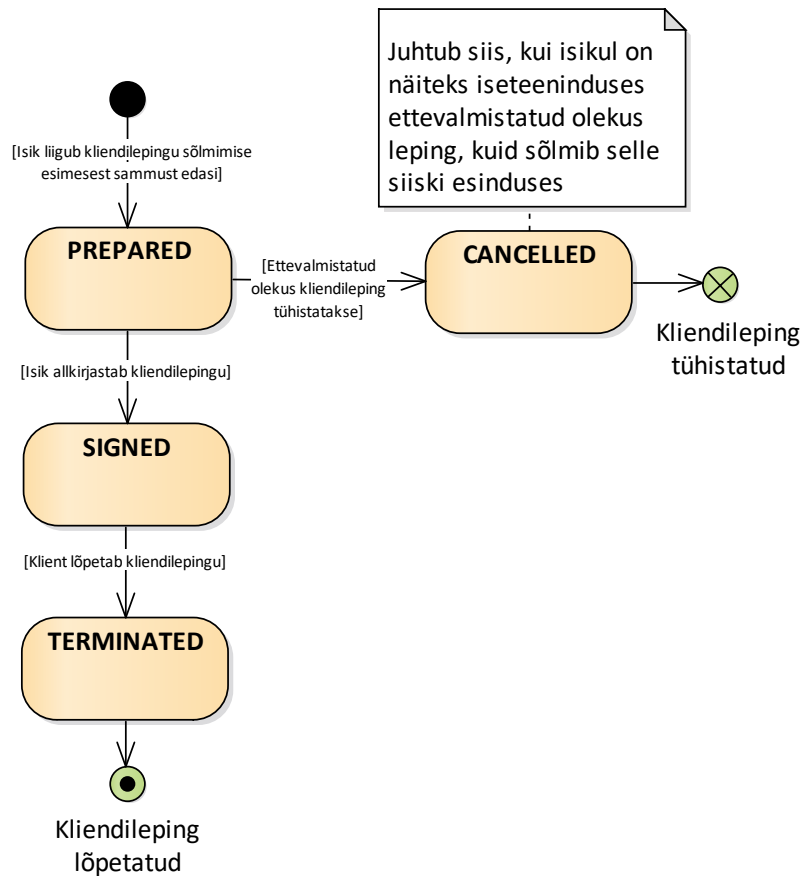 Juhtub siis, kui isikul on
näiteks iseteeninduses
ettevalmistatud olekus
leping, kuid sõlmib selle
siiski esinduses
[Isik liigub kliendilepingu sõlmimise
esimesest sammust edasi]
PREPARED
[Ettevalmistatud
olekus kliendileping
tühistatakse]
CANCELLED
Kliendileping
tühistatud
[Isik allkirjastab kliendilepingu]
SIGNED
[Klient lõpetab kliendilepingu]
TERMINATED
Kliendileping
lõpetatud